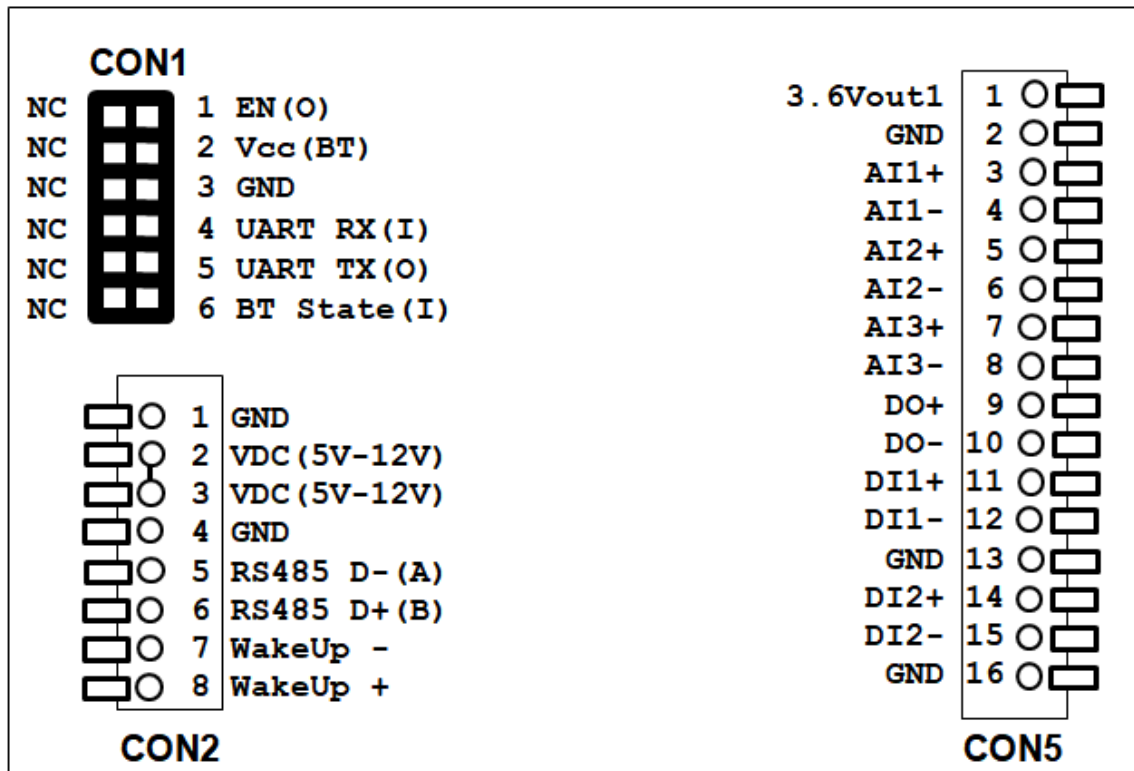 CON1
NC 1 EN(O)
NC 2 Vcc(BT)
NC 3 GND
NC 4 UART RX(I)
NC 5 UART TX(O)
NC 6 BT State(I)
1 GND
2 VDC(5V-12V)
3 VDC(5V-12V)
4 GND
5 RS485 D-(A)
6 RS485 D+(B)
7 WakeUp -
8 WakeUp +
CON2
3.6Vout1 1
GND 2
AI1+ 3
AI1- 4
AI2+ 5
AI2- 6
AI3+ 7
AI3- 8
DO+ 9
DO- 10
DI1+ 11
DI1- 12
GND 13
DI2+ 14
DI2- 15
GND 16
CON5